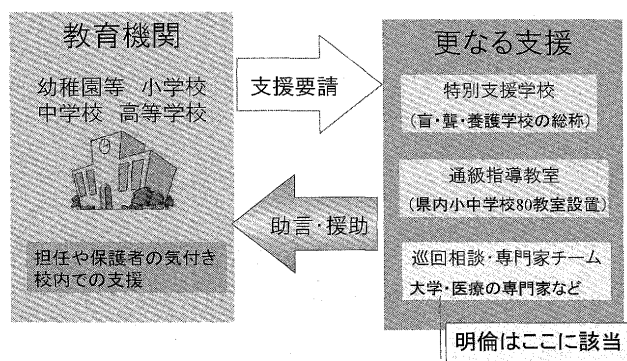 教育機関
幼稚園等 小学校
中学校 高等学校
担任や保護者の気付き
校内での支援
支援要請
助言・援助
更なる支援
特別支援学校
(盲・聾・養護学校の総称)
通級指導教室
(県内小中学校80教室設置)
巡回相談・専門家チーム
大学・医療の専門家など
明倫はここに該当